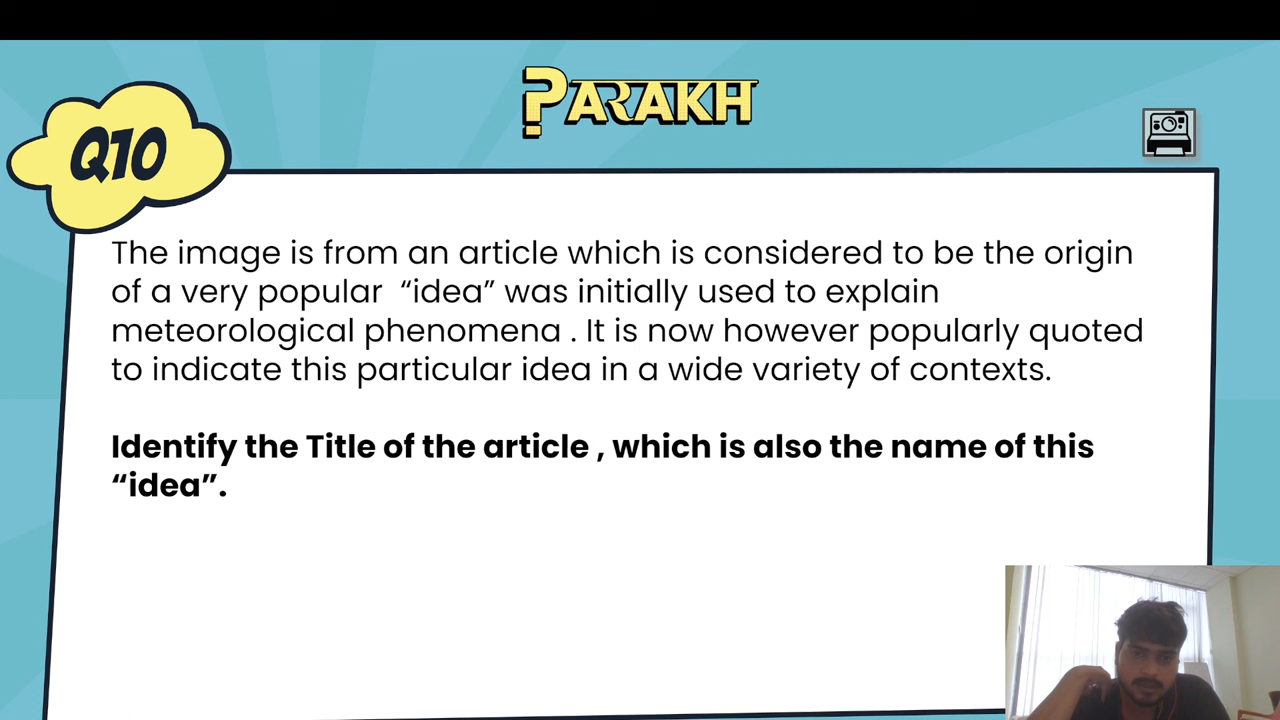 ?PARAKH
Q10
The image is from an article which is considered to be the origin
of a very popular “idea” was initially used to explain
meteorological phenomena . It is now however popularly quoted
to indicate this particular idea in a wide variety of contexts.
Identify the Title of the article , which is also the name of this
“idea”.